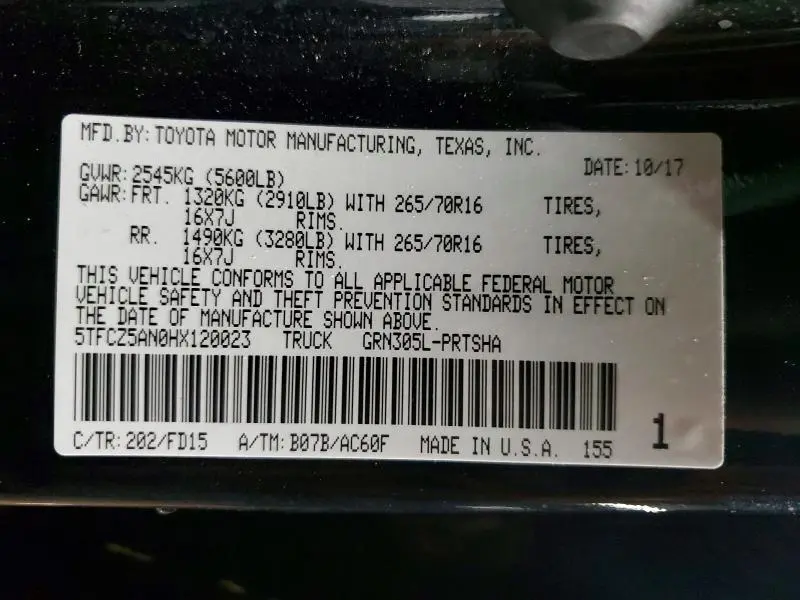 MFD.BY: TOYOTA MOTOR MANUFACTURING, TEXAS, INC.
DATE: 10/17
GVWR: 2545KG (5600LB)
GAWR: FRT. 1320KG (2910LB) WITH 265/70R16 TIRES,
16X7J RIMS.
RR. 1490KG (3280LB) WITH 265/70R16 TIRES,
16X7J RIMS.
THIS VEHICLE CONFORMS TO ALL APPLICABLE FEDERAL MOTOR
VEHICLE SAFETY AND THEFT PREVENTION STANDARDS IN EFFECT ON
THE DATE OF MANUFACTURE SHOWN ABOVE.
5TFCZ5AN0HX120023 TRUCK GRN305L-PRTSHA
1
C/TR: 202/FD15 A/TM: B07B/AC60F MADE IN U.S.A. 155